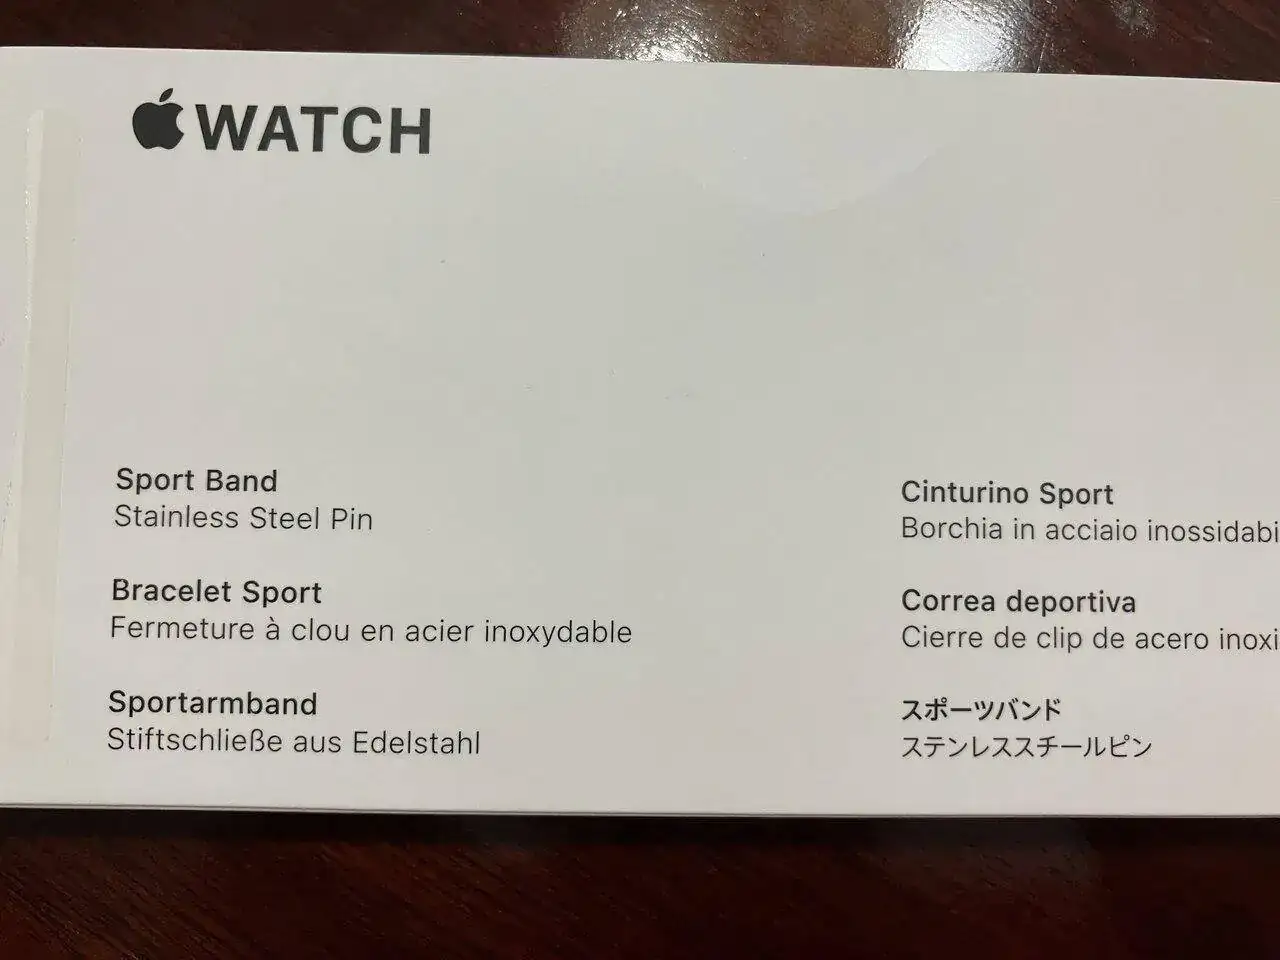 WATCH
Sport Band
Stainless Steel Pin
Bracelet Sport
Fermeture à clou en acier inoxydable
Sportarmband
Stiftschließe aus Edelstahl
Cinturino Sport
Borchia in acciaio
Correa deportiva
Cierre de clip de acero
スポーツバンド
ステンレススチールピン